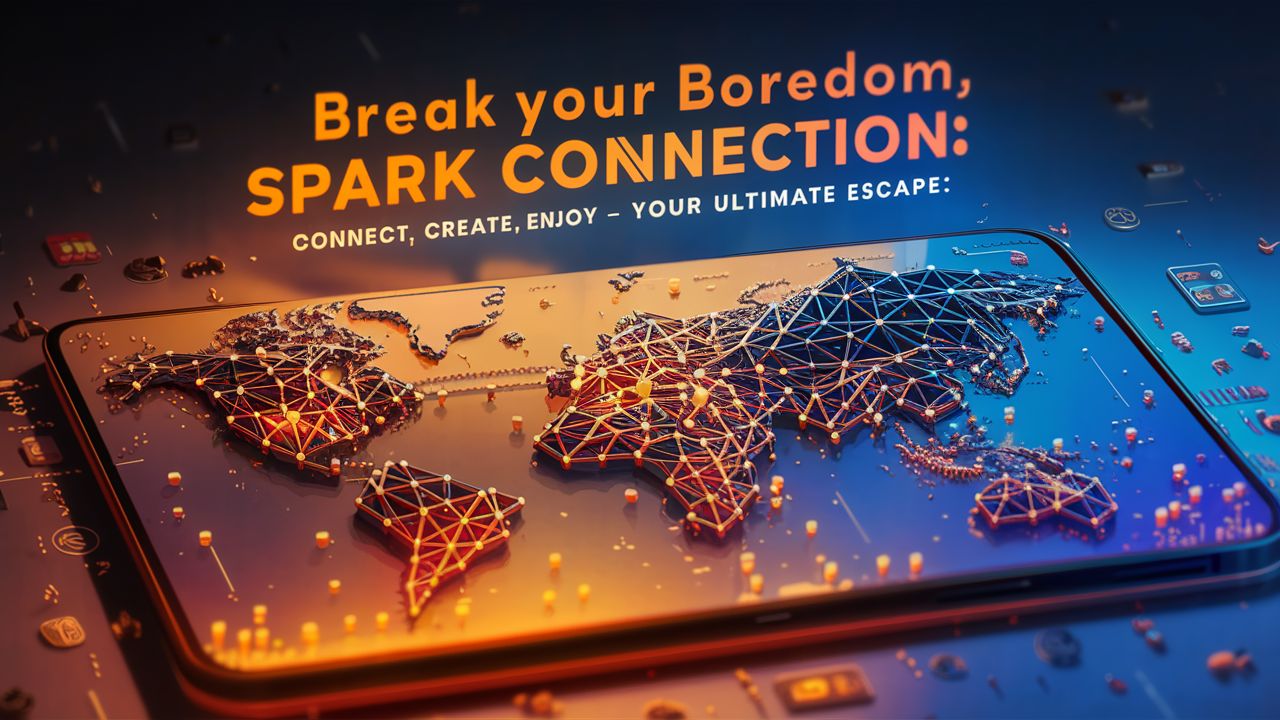 Break your Boredom,
SPARK CONNECTION:
CONNECT, CREATE, ENJOY – YOUR ULTIMATE ESCAPE: